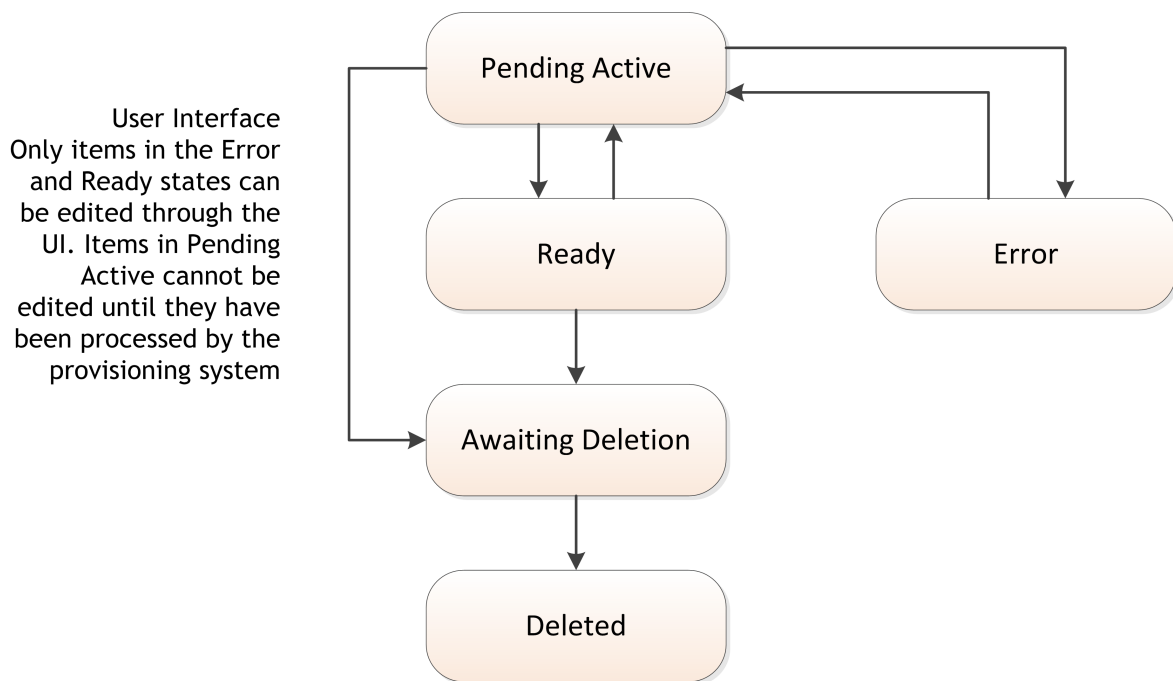 Pending Active
User Interface
Only items in the Error
and Ready states can
be edited through the
UI. Items in Pending
Active cannot be
edited until they have
been processed by the
provisioning system
Ready
Error
Awaiting Deletion
Deleted